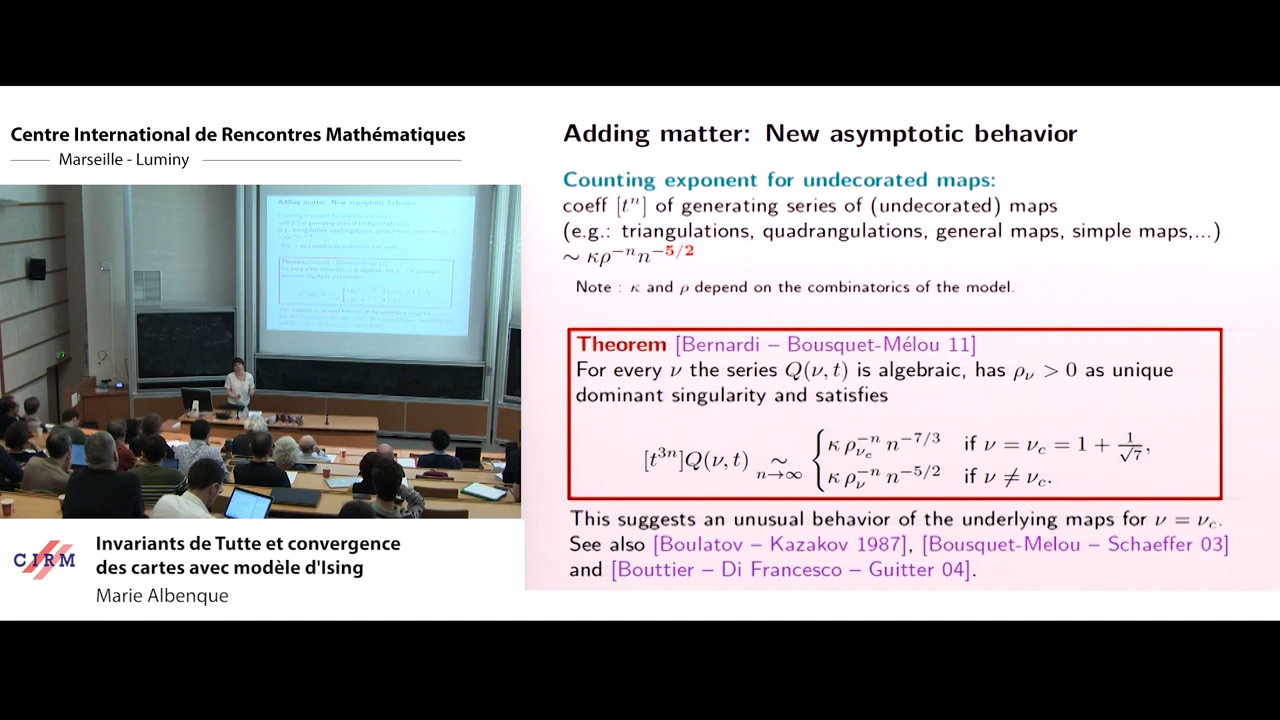 Centre International de Rencontres Mathématiques
Marseille - Luminy
CIRM
Invariants de Tutte et convergence
des cartes avec modèle d'Ising
Marie Albenque
Adding matter: New asymptotic behavior
Counting exponent for undecorated maps:
coeff [tⁿ] of generating series of (undecorated) maps
(e.g.: triangulations, quadrangulations, general maps, simple maps,...)
∼ κρ⁻ⁿn⁻⁵/²
Note : κ and ρ depend on the combinatorics of the model.
Theorem [Bernardi – Bousquet-Mélou 11]
For every ν the series Q(ν, t) is algebraic, has ρ_ν > 0 as unique
dominant singularity and satisfies
[t³ⁿ]Q(ν, t) ∼_{n→∞} { κ ρ_{ν_c}^{−n} n^{−7/3} if ν = ν_c = 1 + 1/√7,
κ ρ_ν^{−n} n^{−5/2} if ν ≠ ν_c.
This suggests an unusual behavior of the underlying maps for ν = ν_c.
See also [Boulatov – Kazakov 1987], [Bousquet-Melou – Schaeffer 03]
and [Bouttier – Di Francesco – Guitter 04].